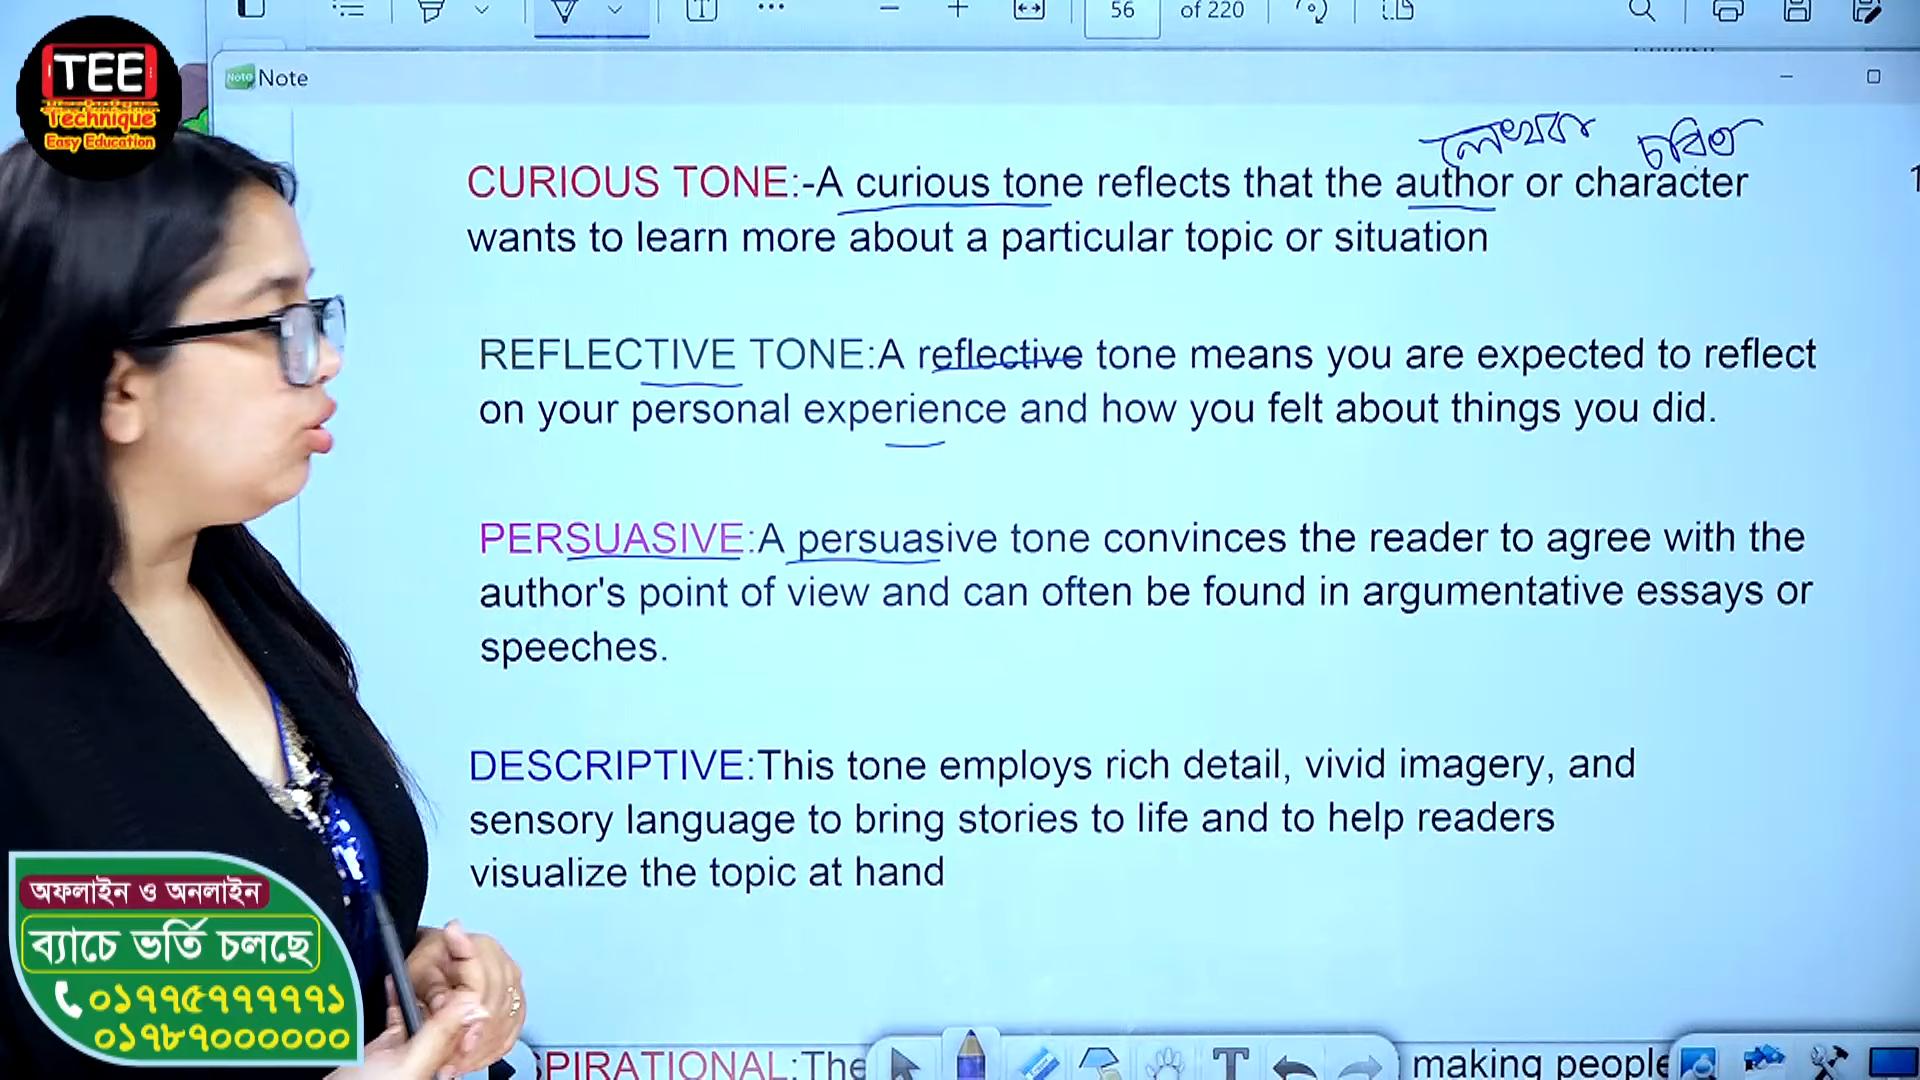 56 of 220
TEE
Technique
Easy Education
Note
লেখক চরিত্র
CURIOUS TONE:-A curious tone reflects that the author or character
wants to learn more about a particular topic or situation
REFLECTIVE TONE:A reflective tone means you are expected to reflect
on your personal experience and how you felt about things you did.
PERSUASIVE:A persuasive tone convinces the reader to agree with the
author's point of view and can often be found in argumentative essays or
speeches.
DESCRIPTIVE:This tone employs rich detail, vivid imagery, and
sensory language to bring stories to life and to help readers
visualize the topic at hand
অফলাইন ও অনলাইন
ব্যাচে ভর্তি চলছে
০১৭৭৫৭৭৭৭৭১
০১৭৮৭০০০০০০
SPIRATIONAL:The making people